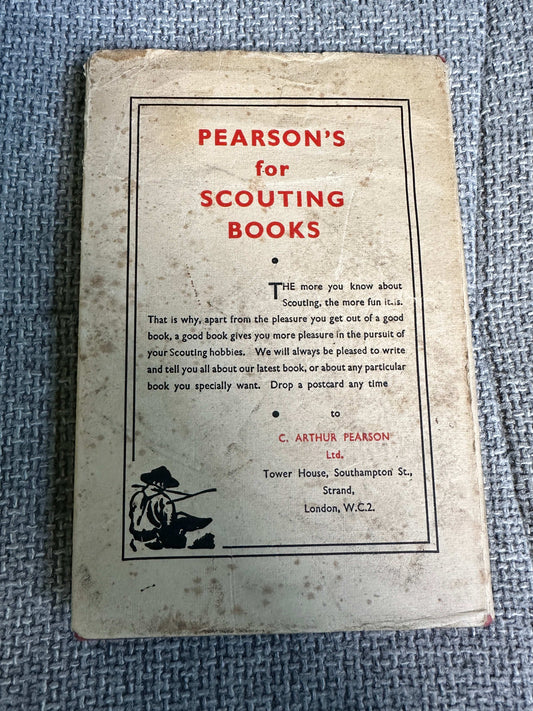 PEARSON'S
for
SCOUTING
BOOKS
THE more you know about
Scouting, the more fun it is.
That is why, apart from the pleasure you get out of a good
book, a good book gives you more pleasure in the pursuit of
your Scouting hobbies. We will always be pleased to write
and tell you all about our latest book, or about any particular
book you specially want. Drop a postcard any time
to
C. ARTHUR PEARSON
Ltd.
Tower House, Southampton St.,
Strand,
London, W.C.2.